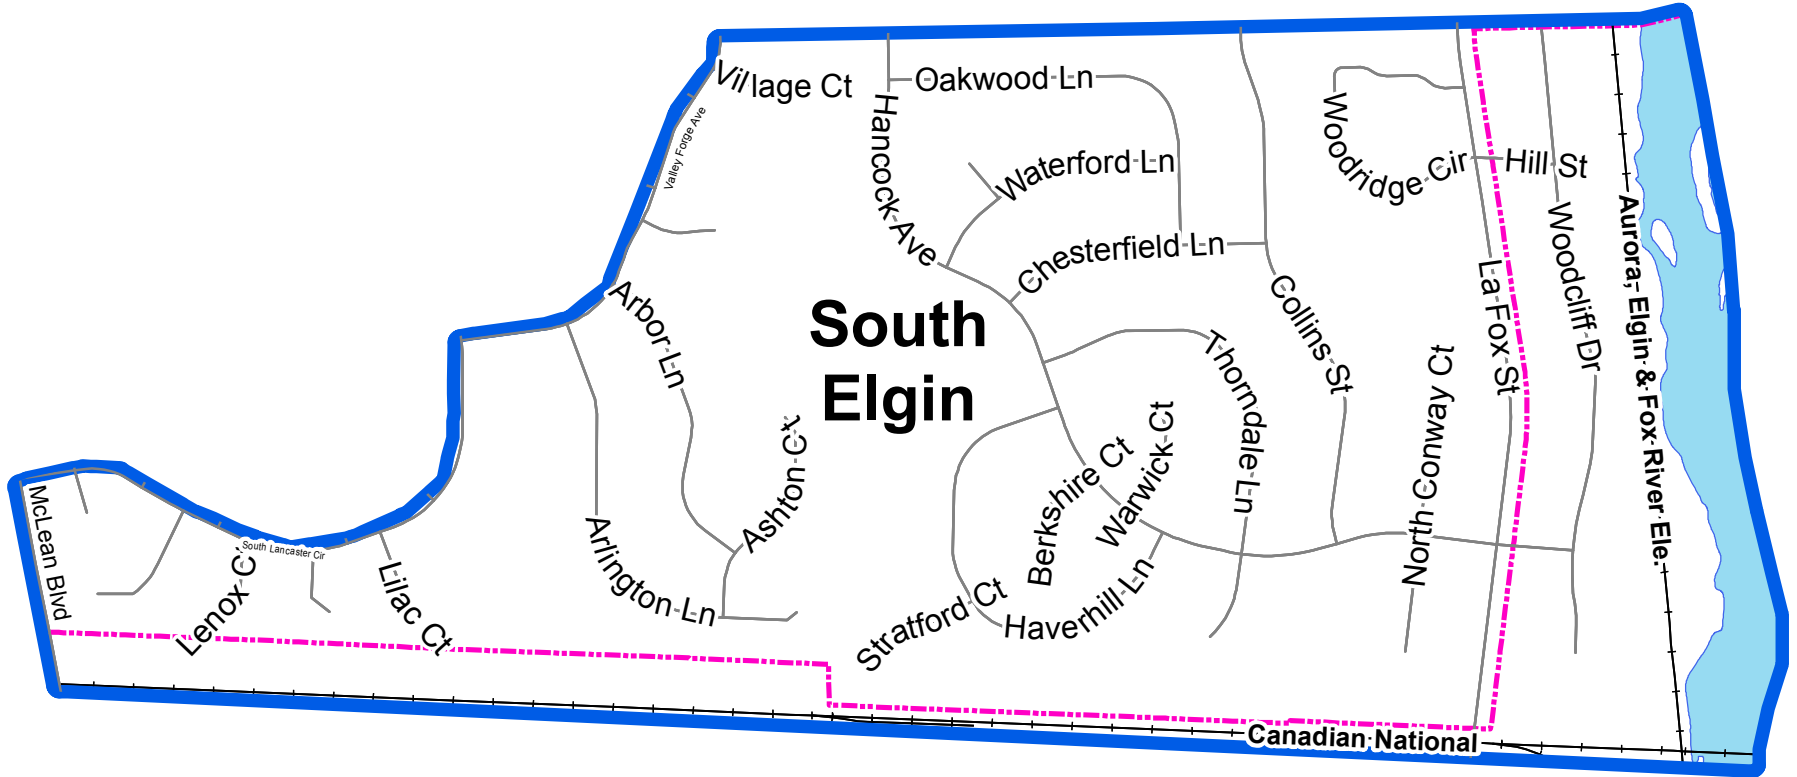 Village Ct
Oakwood Ln
Valley Forge Ave
Hancock Ave
Waterford Ln
Woodridge Cir
Hill St
Chesterfield Ln
Aurora, Elgin & Fox River Ele.
Woodcliff Dr
La Fox St
Collins St
Arbor Ln
South
Elgin
Thorndale Ln
North Conway Ct
Ashton Ct
Berkshire Ct
Warwick Ct
McLean Blvd
South Lancaster Cir
Lenox Ct
Lilac Ct
Arlington Ln
Stratford Ct
Haverhill Ln
Canadian National